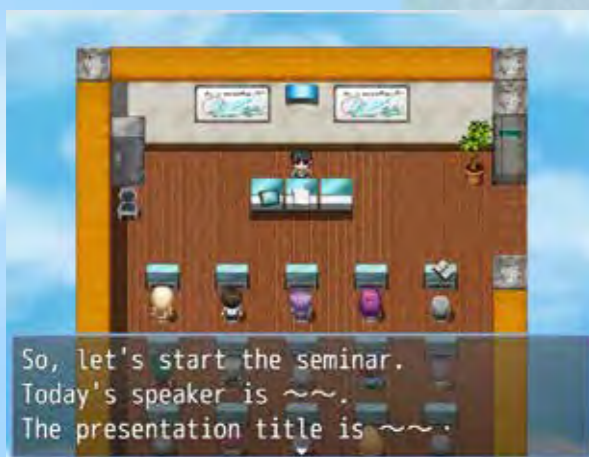 So, let's start the seminar.
Today's speaker is ～～.
The presentation title is ～～.